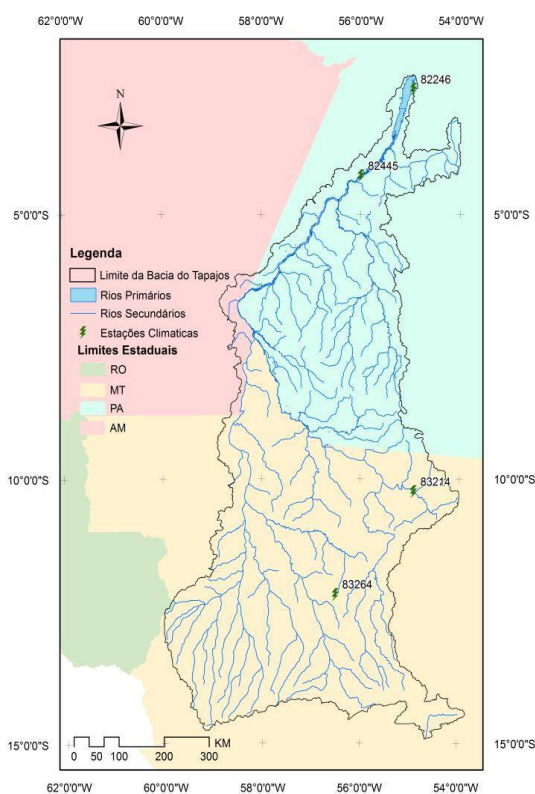 62°0'0"W 60°0'0"W 58°0'0"W 56°0'0"W 54°0'0"W
82246
N
82445
5°0'0"S 5°0'0"S
Legenda
Limite da Bacia do Tapajos
Rios Primários
Rios Secundários
Estações Climaticas
Limites Estaduais
RO
MT
PA
AM
10°0'0"S 10°0'0"S
83214
83264
15°0'0"S 15°0'0"S
0 50 100 200 300 KM
62°0'0"W 60°0'0"W 58°0'0"W 56°0'0"W 54°0'0"W